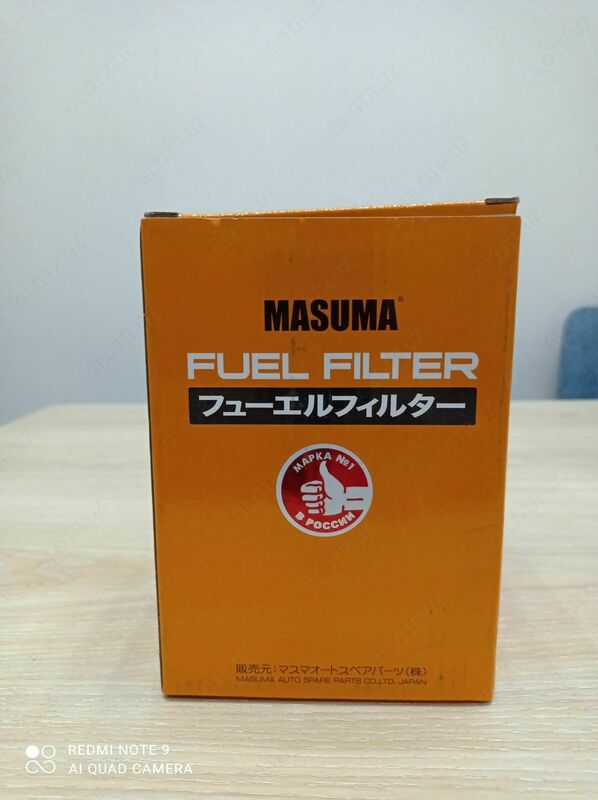 MASUMA®
FUEL FILTER
フューエルフィルター
МАРКА №1
В РОССИИ
販売元:マスマオートスペアパーツ(株)
MASUMA AUTO SPARE PARTS CO.,LTD, JAPAN
REDMI NOTE 9
AI QUAD CAMERA
GLOTR.UZ